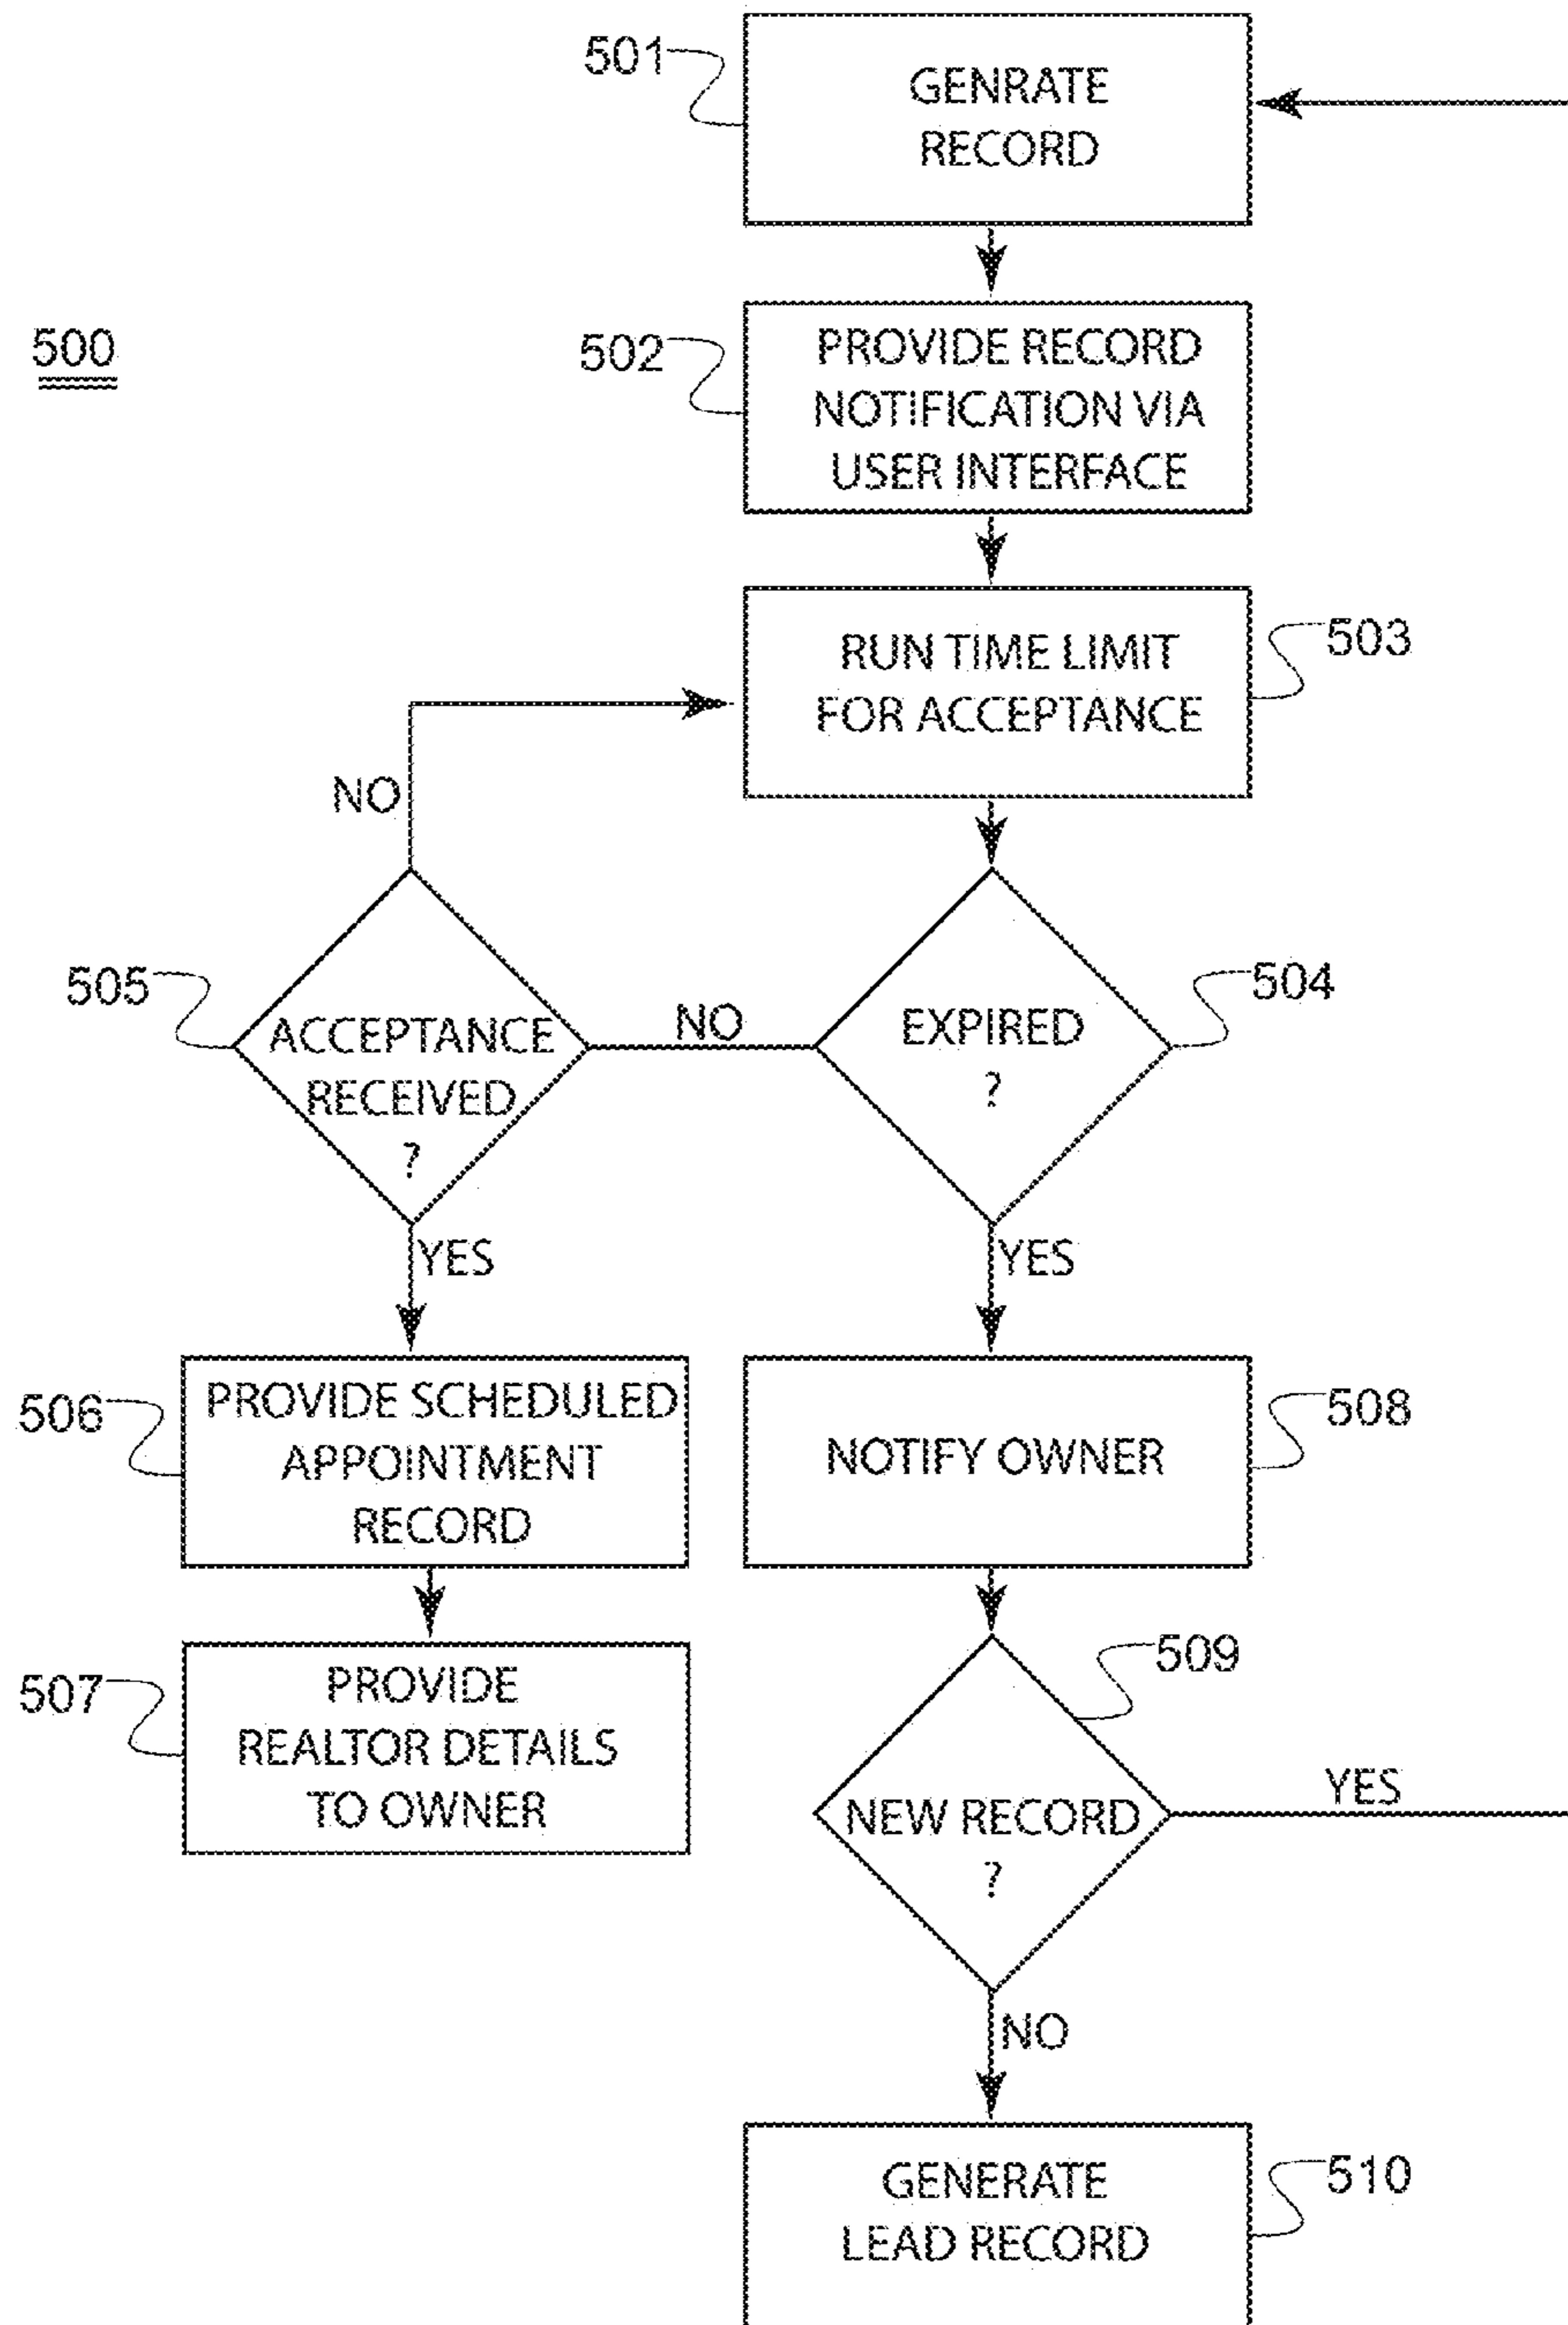 501
GENRATE
RECORD
500
502
PROVIDE RECORD
NOTIFICATION VIA
USER INTERFACE
RUN TIME LIMIT
FOR ACCEPTANCE
503
NO
505
ACCEPTANCE
RECEIVED
?
NO
EXPIRED
?
504
YES
YES
506
PROVIDE SCHEDULED
APPOINTMENT
RECORD
NOTIFY OWNER
508
507
PROVIDE
REALTOR DETAILS
TO OWNER
509
NEW RECORD
?
YES
NO
GENERATE
LEAD RECORD
510